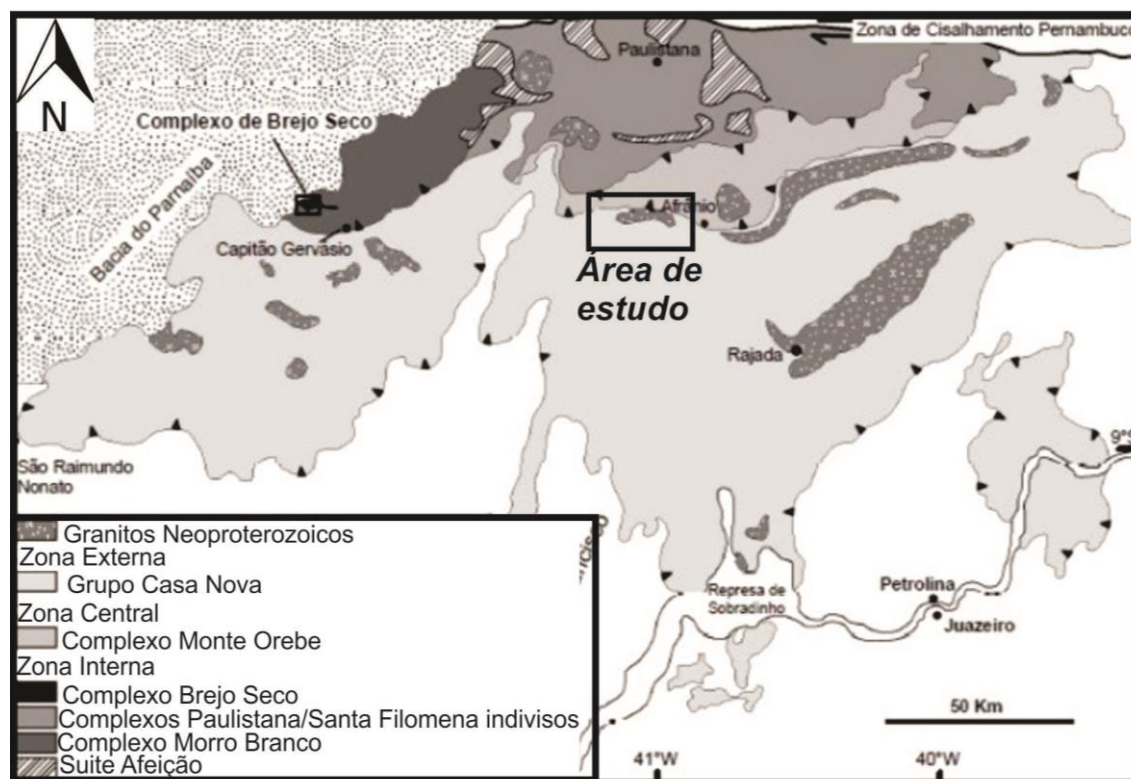 Zona de Cisalhamento Pernambuco
Paulistana
N
Complexo de Brejo Seco
Bacia do Parnaíba
Afrânio
Capitão Gervásio
Área de
estudo
Rajada
9°S
São Raimundo
Nonato
Granitos Neoproterozoicos
Zona Externa
Grupo Casa Nova
Zona Central
Complexo Monte Orebe
Zona Interna
Complexo Brejo Seco
Complexos Paulistana/Santa Filomena indivisos
Complexo Morro Branco
Suite Afeição
Represa de
Sobradinho
Petrolina
Juazeiro
50 Km
41°W
40°W